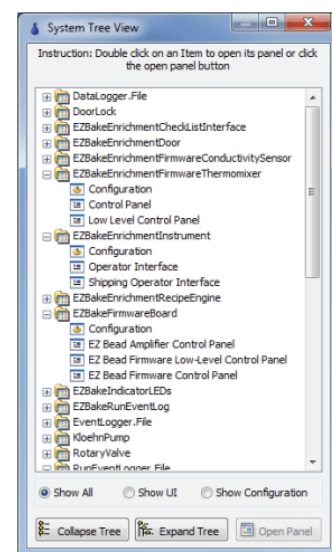 System Tree View
Instruction: Double click on an Item to open its panel or click
the open panel button
DataLogger.File
DoorLock
EZBakeEnrichmentCheckListInterface
EZBakeEnrichmentDoor
EZBakeEnrichmentFirmwareConductivitySensor
EZBakeEnrichmentFirmwareThermomixer
Configuration
Control Panel
Low Level Control Panel
EZBakeEnrichmentInstrument
Configuration
Operator Interface
Shipping Operator Interface
EZBakeEnrichmentRecipeEngine
EZBakeFirmwareBoard
Configuration
EZ Bead Amplifier Control Panel
EZ Bead Firmware Low-Level Control Panel
EZ Bead Firmware Control Panel
EZBakeIndicatorLEDs
EZBakeRunEventLog
EventLogger.File
KloehnPump
RotaryValve
RunEventLogger.File
Show All Show UI Show Configuration
Collapse Tree Expand Tree Open Panel